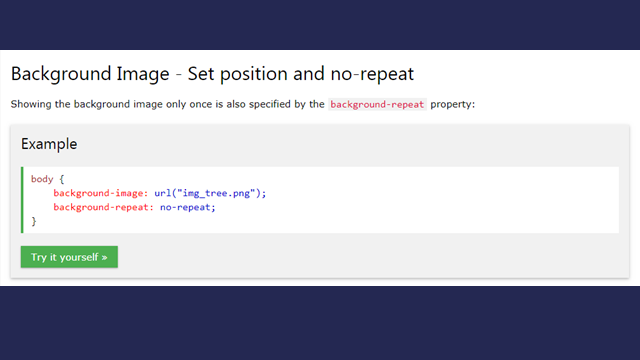 Background Image - Set position and no-repeat
Showing the background image only once is also specified by the background-repeat property:
Example
body {
    background-image: url("img_tree.png");
    background-repeat: no-repeat;
}
Try it yourself »